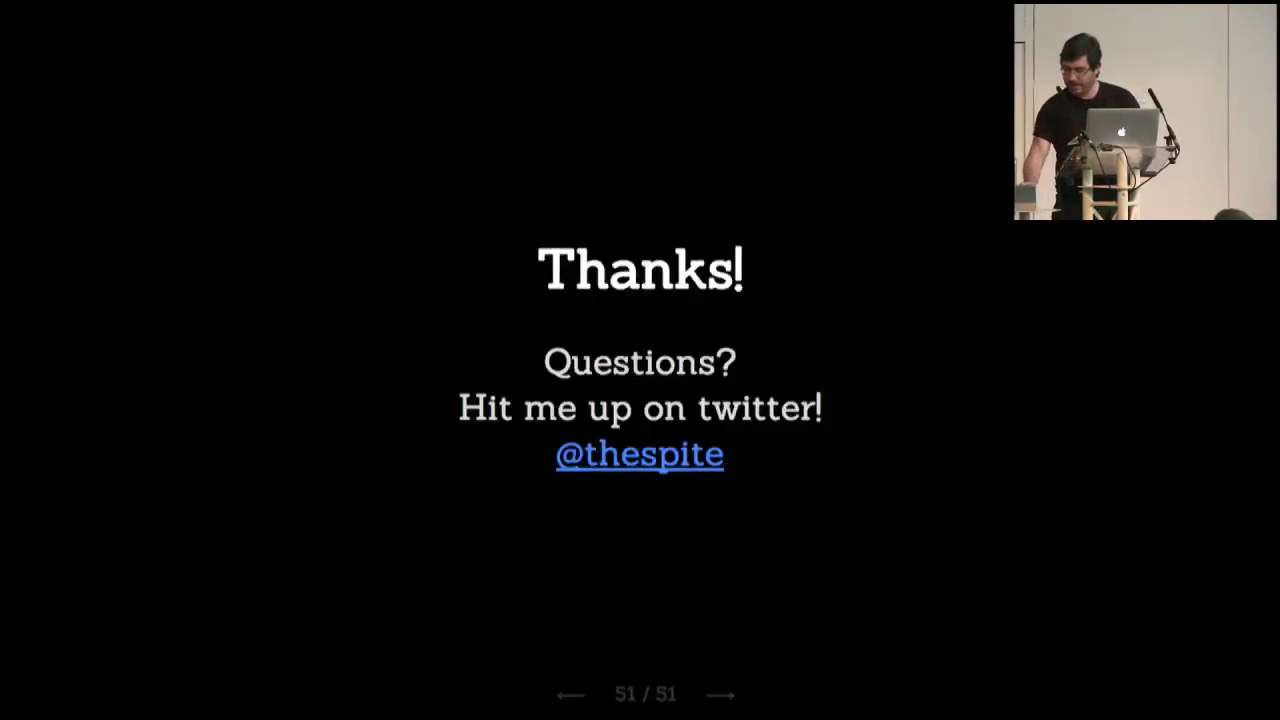 Thanks!
Questions?
Hit me up on twitter!
@thespite
← 51 / 51 →